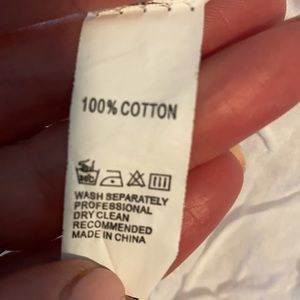 100% COTTON
WASH SEPARATELY
PROFESSIONAL
DRY CLEAN
RECOMMENDED
MADE IN CHINA